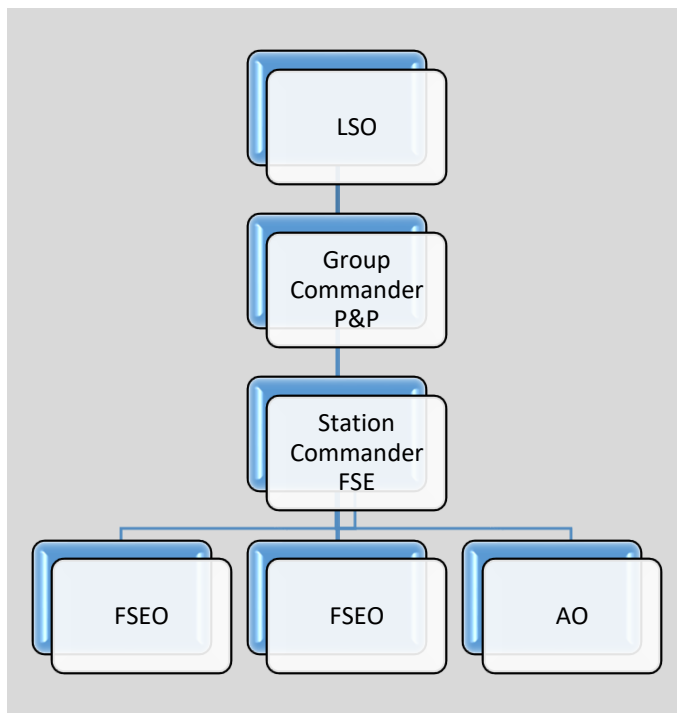 LSO
Group
Commander
P&P
Station
Commander
FSE
FSEO
FSEO
AO